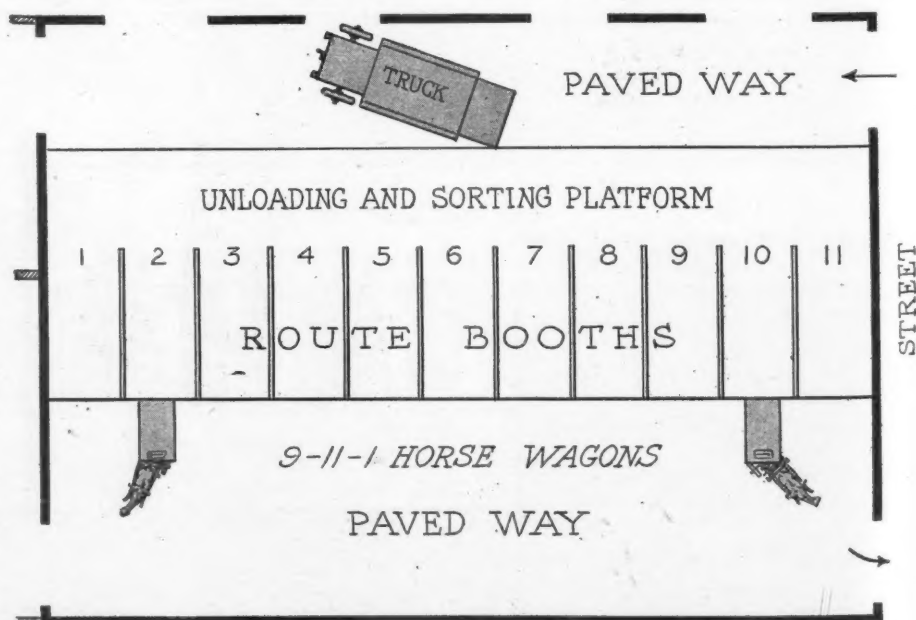 TRUCK
PAVED WAY
UNLOADING AND SORTING PLATFORM
1 2 3 4 5 6 7 8 9 10 11
ROUTE BOOTHS
STREET
9-11-1 HORSE WAGONS
PAVED WAY